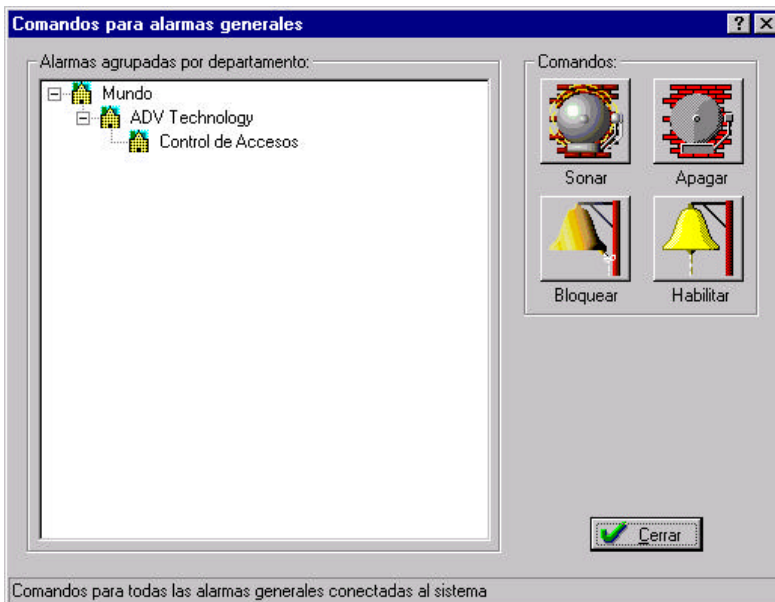 Comandos para alarmas generales
Alarmas agrupadas por departamento:
Mundo
ADV Technology
Control de Accesos
Comandos:
Sonar
Apagar
Bloquear
Habilitar
Cerrar
Comandos para todas las alarmas generales conectadas al sistema